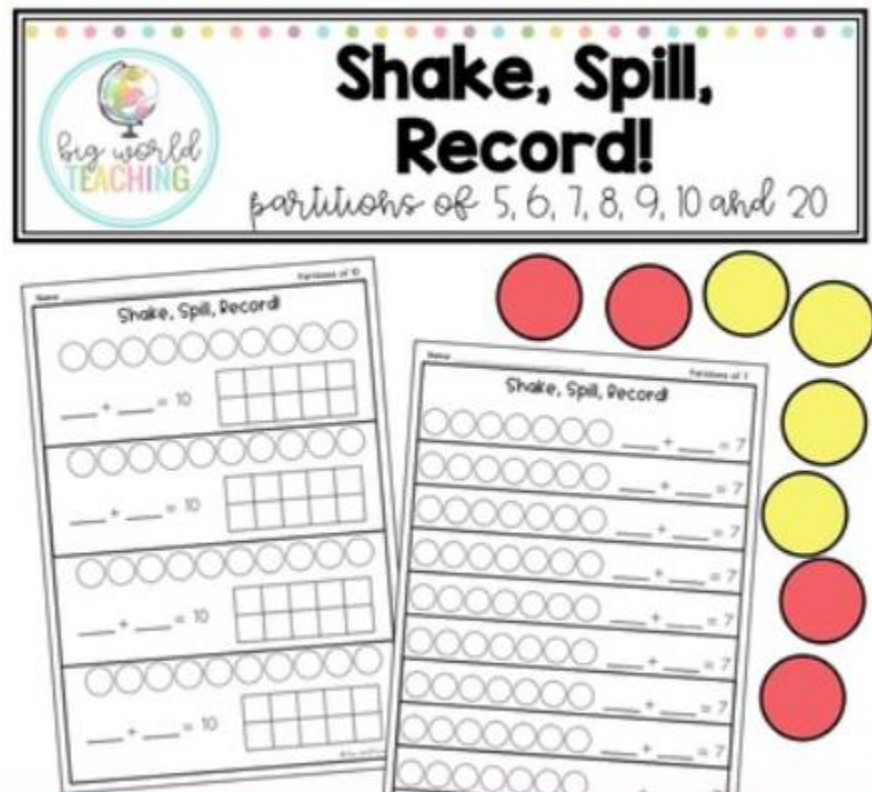 Shake, Spill,
Record!
big world
TEACHING
partitions of 5, 6, 7, 8, 9, 10 and 20
Name
Partitions of 10
Shake, Spill, Record!
___ + ___ = 10
___ + ___ = 10
___ + ___ = 10
___ + ___ = 10
Name
Partitions of 7
Shake, Spill, Record!
___ + ___ = 7
___ + ___ = 7
___ + ___ = 7
___ + ___ = 7
___ + ___ = 7
___ + ___ = 7
___ + ___ = 7
___ + ___ = 7